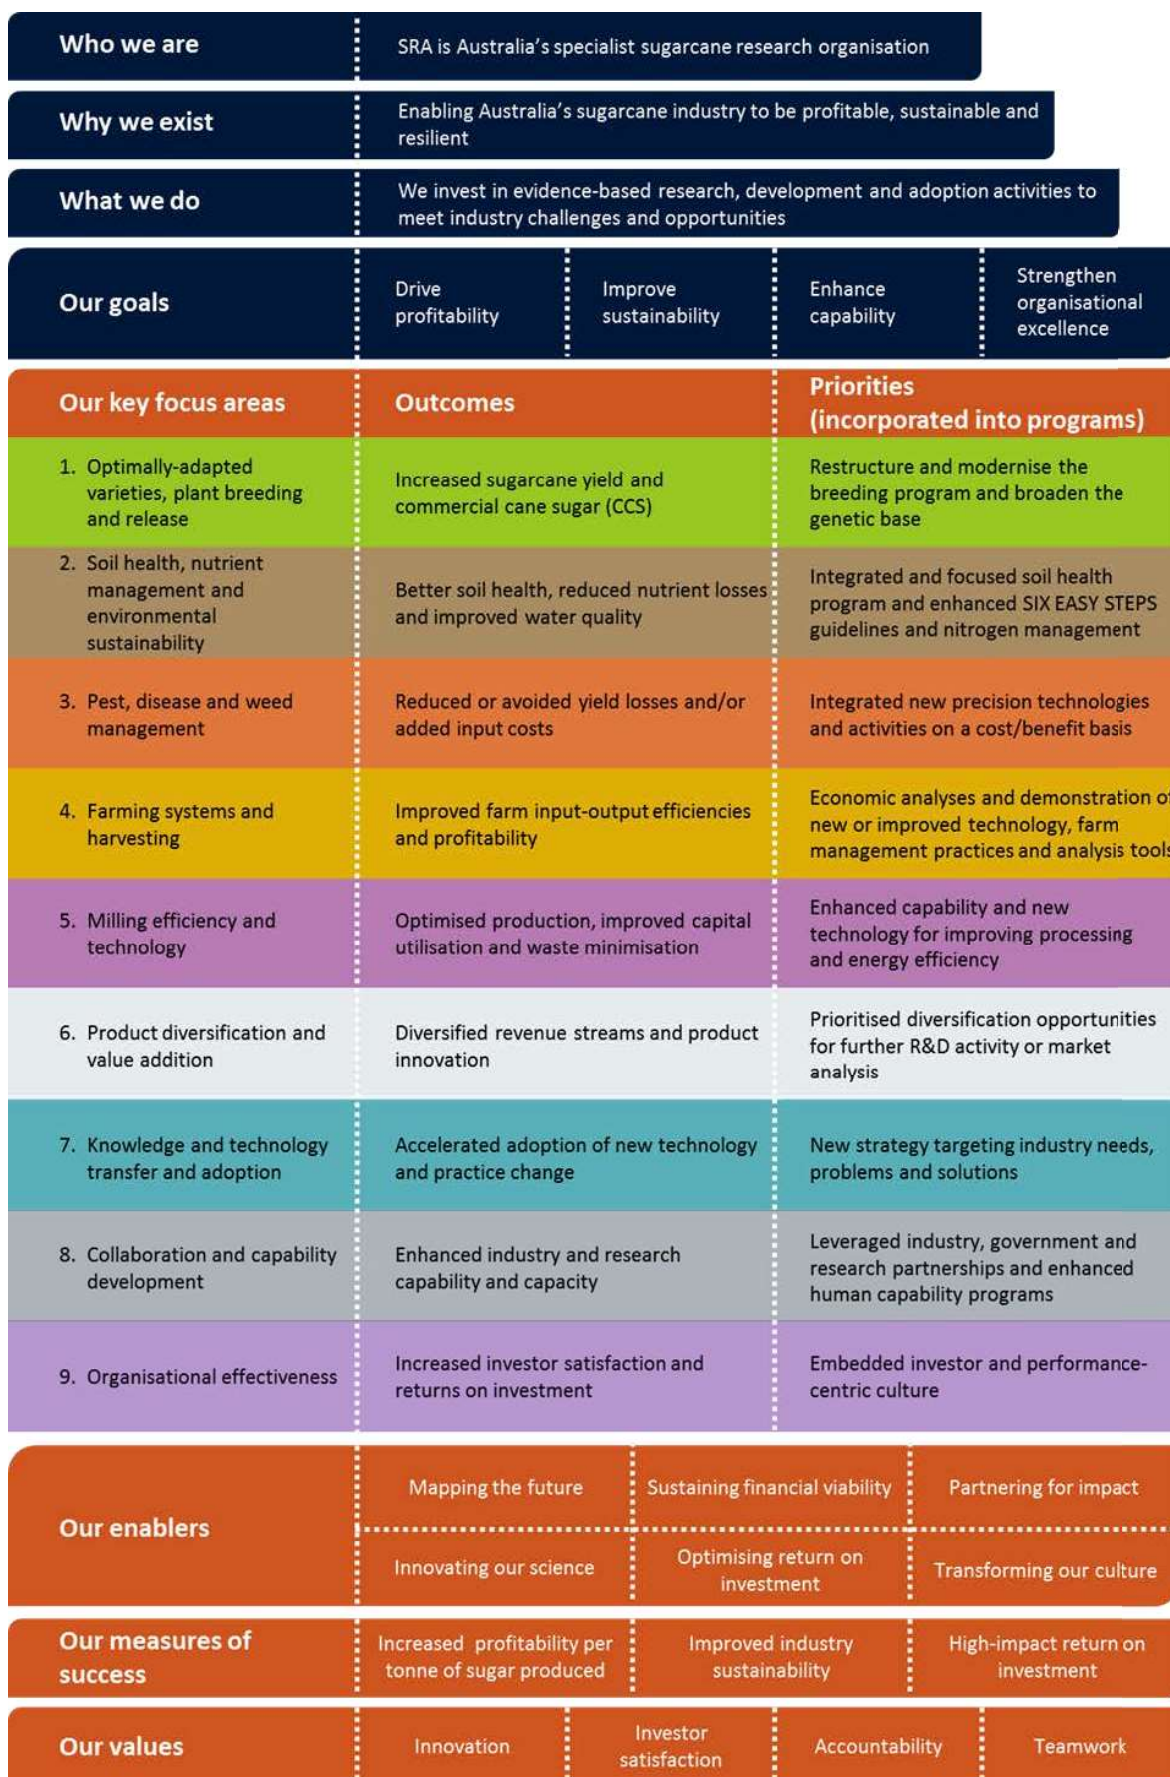 Who we are
SRA is Australia's specialist sugarcane research organisation
Why we exist
Enabling Australia's sugarcane industry to be profitable, sustainable and
resilient
What we do
We invest in evidence-based research, development and adoption activities to
meet industry challenges and opportunities
Our goals
Drive
profitability
Improve
sustainability
Enhance
capability
Strengthen
organisational
excellence
Our key focus areas
Outcomes
Priorities
(incorporated into programs)
1. Optimally-adapted
varieties, plant breeding
and release
Increased sugarcane yield and
commercial cane sugar (CCS)
Restructure and modernise the
breeding program and broaden the
genetic base
2. Soil health, nutrient
management and
environmental
sustainability
Better soil health, reduced nutrient losses
and improved water quality
Integrated and focused soil health
program and enhanced SIX EASY STEPS
guidelines and nitrogen management
3. Pest, disease and weed
management
Reduced or avoided yield losses and/or
added input costs
Integrated new precision technologies
and activities on a cost/benefit basis
4. Farming systems and
harvesting
Improved farm input-output efficiencies
and profitability
Economic analyses and demonstration of
new or improved technology, farm
management practices and analysis tools
5. Milling efficiency and
technology
Optimised production, improved capital
utilisation and waste minimisation
Enhanced capability and new
technology for improving processing
and energy efficiency
6. Product diversification and
value addition
Diversified revenue streams and product
innovation
Prioritised diversification opportunities
for further R&D activity or market
analysis
7. Knowledge and technology
transfer and adoption
Accelerated adoption of new technology
and practice change
New strategy targeting industry needs,
problems and solutions
8. Collaboration and capability
development
Enhanced industry and research
capability and capacity
Leveraged industry, government and
research partnerships and enhanced
human capability programs
9. Organisational effectiveness
Increased investor satisfaction and
returns on investment
Embedded investor and performance-
centric culture
Our enablers
Mapping the future
Sustaining financial viability
Partnering for impact
Innovating our science
Optimising return on
investment
Transforming our culture
Our measures of
success
Increased profitability per
tonne of sugar produced
Improved industry
sustainability
High-impact return on
investment
Our values
Innovation
Investor
satisfaction
Accountability
Teamwork